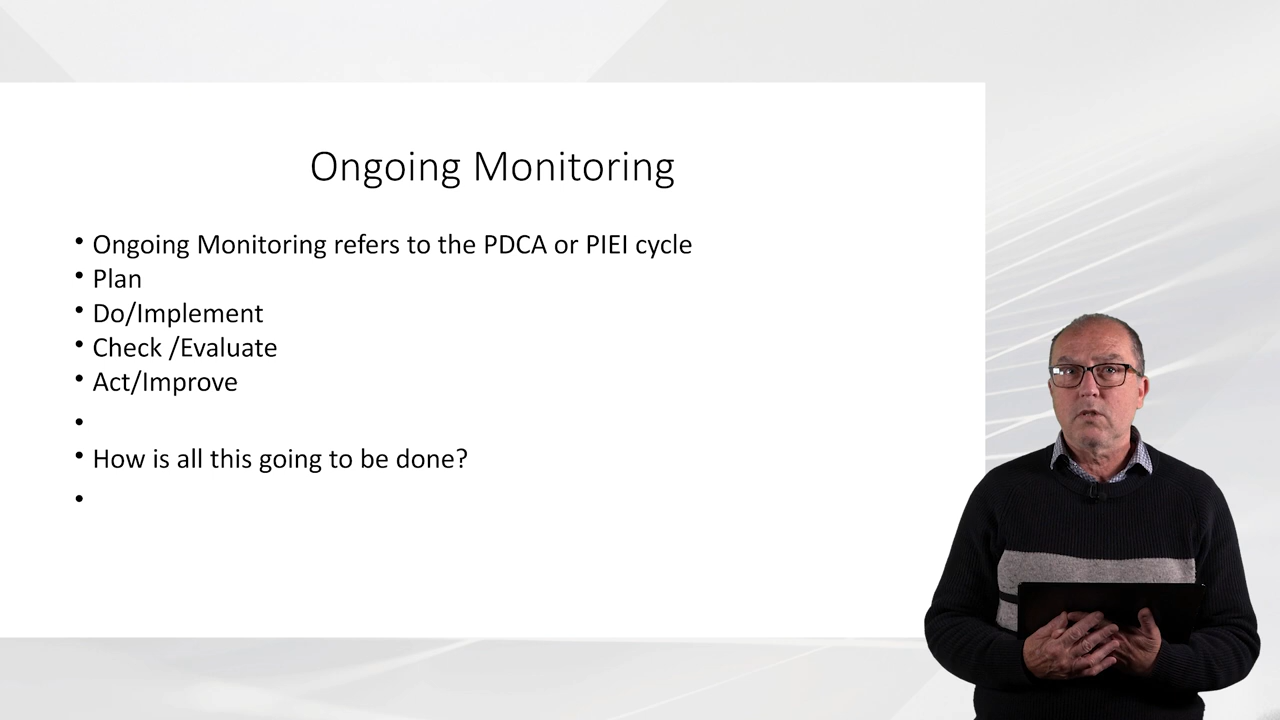 Ongoing Monitoring
• Ongoing Monitoring refers to the PDCA or PIEI cycle
• Plan
• Do/Implement
• Check /Evaluate
• Act/Improve
•
• How is all this going to be done?
•